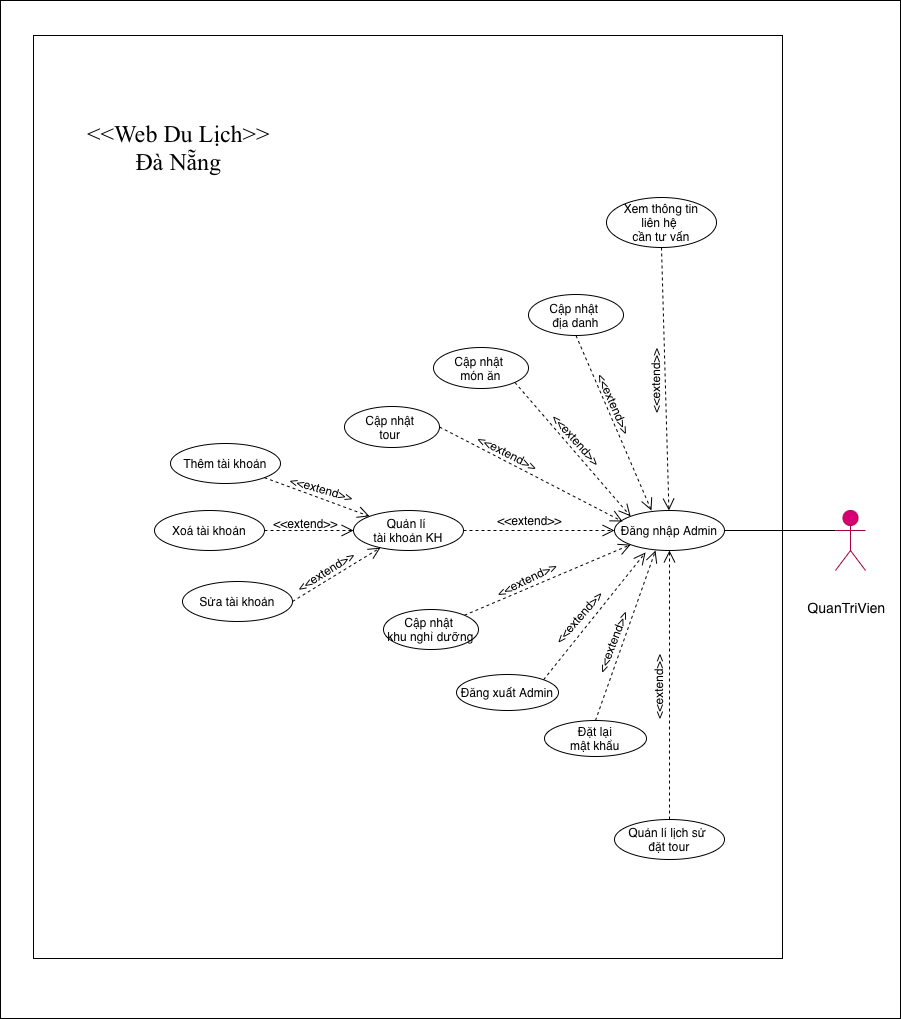 <<Web Du Lịch>>
Đà Nẵng
Xem thông tin
liên hệ
cần tư vấn
<<extend>>
Cập nhật
địa danh
<<extend>>
Cập nhật
món ăn
<<extend>>
Cập nhật
tour
<<extend>>
Thêm tài khoản
<<extend>>
Xoá tài khoản
<<extend>>
Quản lí
tài khoản KH
<<extend>>
Đăng nhập Admin
QuanTriVien
Sửa tài khoản
<<extend>>
Cập nhật
khu nghỉ dưỡng
<<extend>>
Đăng xuất Admin
<<extend>>
Đặt lại
mật khẩu
<<extend>>
Quản lí lịch sử
đặt tour
<<extend>>